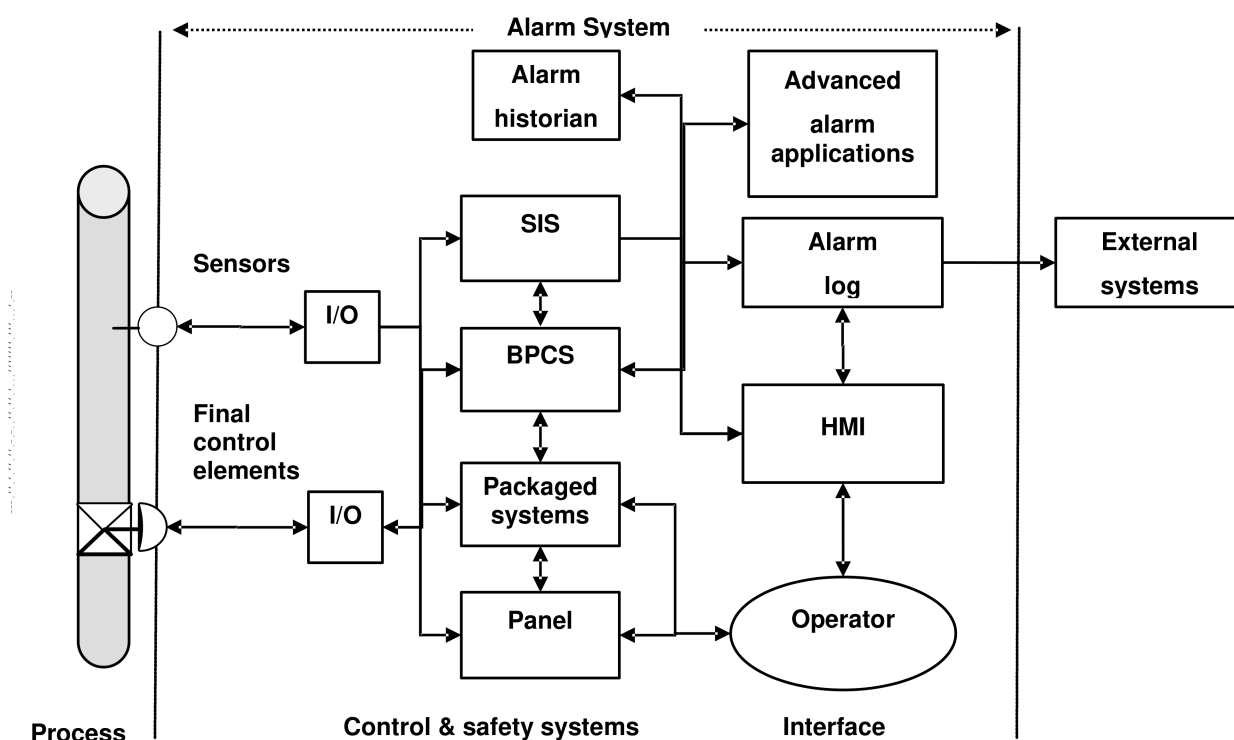 Alarm System
Alarm
historian
Advanced
alarm
applications
SIS
Alarm
log
External
systems
Sensors
I/O
BPCS
Final
control
elements
HMI
Packaged
systems
I/O
Panel
Operator
Process
Control & safety systems
Interface